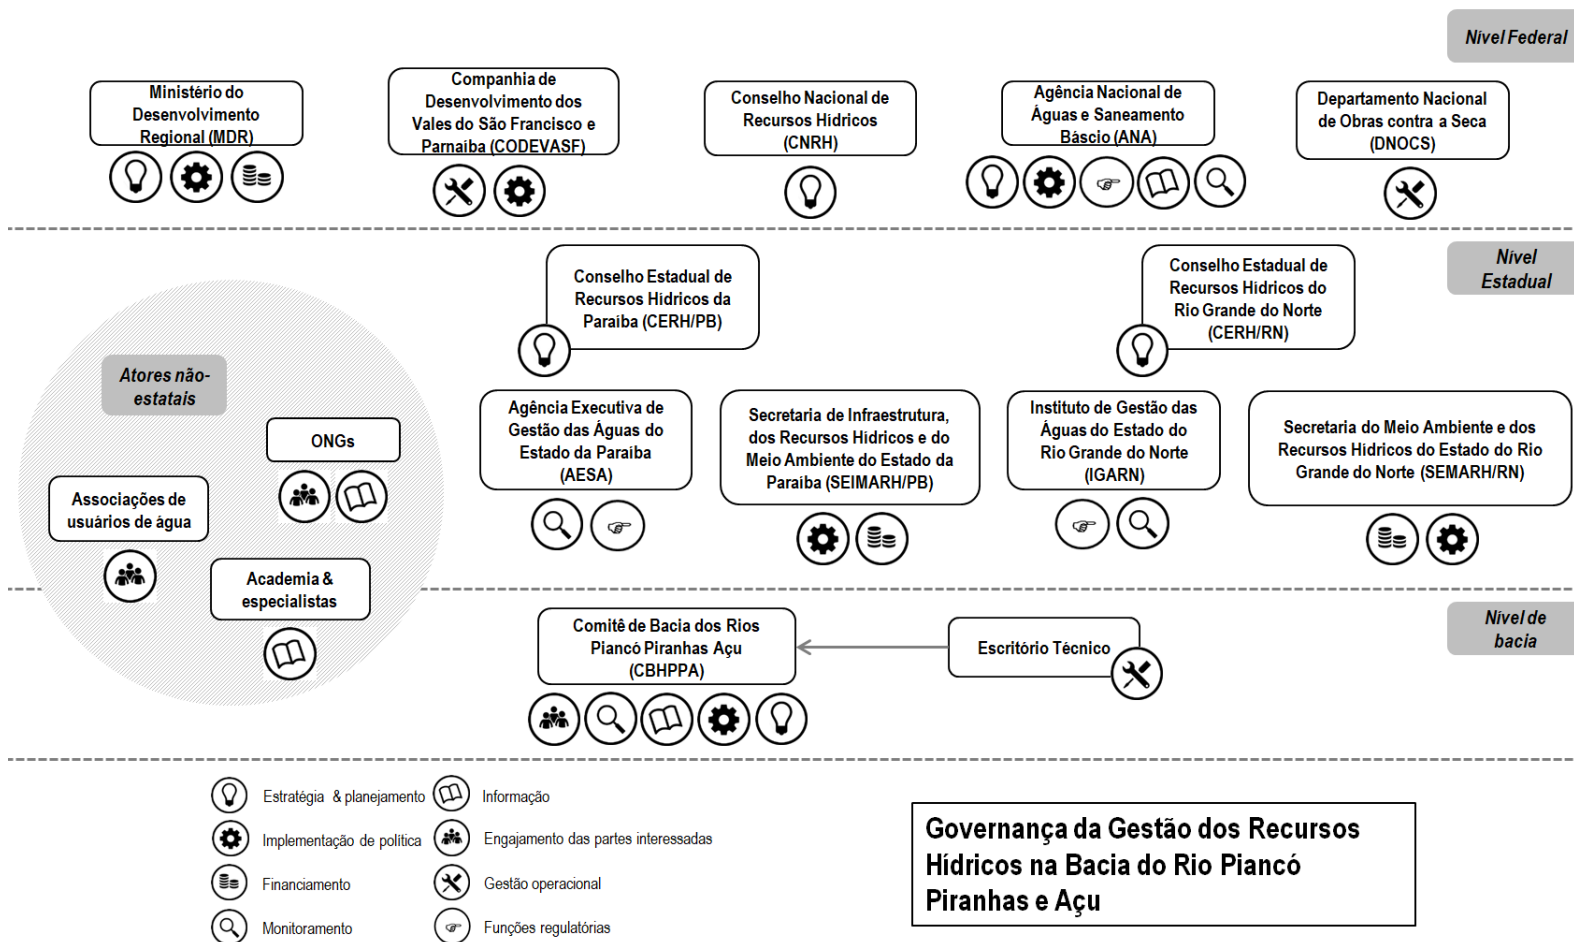 Nível Federal
Ministério do
Desenvolvimento
Regional (MDR)
Companhia de
Desenvolvimento dos
Vales do São Francisco e
Parnaíba (CODEVASF)
Conselho Nacional de
Recursos Hídricos
(CNRH)
Agência Nacional de
Águas e Saneamento
Báscio (ANA)
Departamento Nacional
de Obras contra a Seca
(DNOCS)
Nível
Estadual
Conselho Estadual de
Recursos Hídricos da
Paraíba (CERH/PB)
Conselho Estadual de
Recursos Hídricos do
Rio Grande do Norte
(CERH/RN)
Atores não-
estatais
ONGs
Associações de
usuários de água
Academia &
especialistas
Agência Executiva de
Gestão das Águas do
Estado da Paraíba
(AESA)
Secretaria de Infraestrutura,
dos Recursos Hídricos e do
Meio Ambiente do Estado da
Paraíba (SEIMARH/PB)
Instituto de Gestão das
Águas do Estado do
Rio Grande do Norte
(IGARN)
Secretaria do Meio Ambiente e dos
Recursos Hídricos do Estado do Rio
Grande do Norte (SEMARH/RN)
Nível de
bacia
Comitê de Bacia dos Rios
Piancó Piranhas Açu
(CBHPPA)
Escritório Técnico
Estratégia & planejamento
Informação
Implementação de política
Engajamento das partes interessadas
Financiamento
Gestão operacional
Monitoramento
Funções regulatórias
Governança da Gestão dos Recursos
Hídricos na Bacia do Rio Piancó
Piranhas e Açu